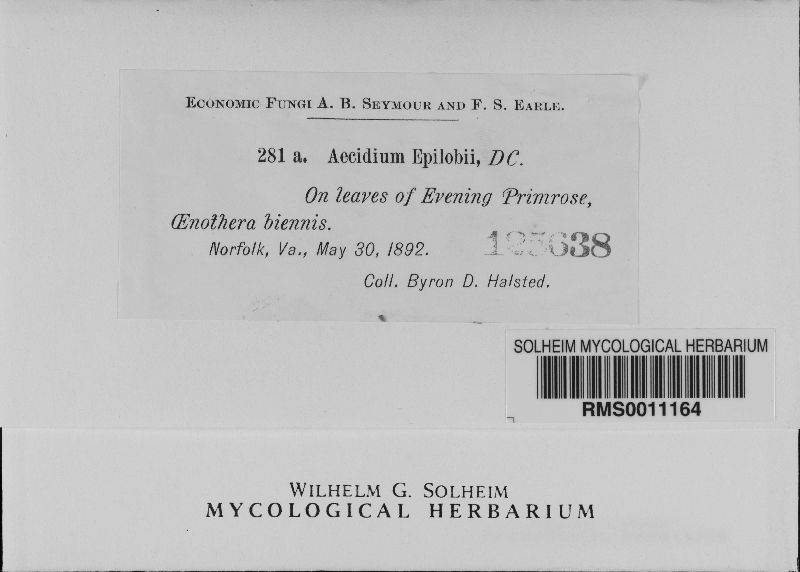 ECONOMIC FUNGI A. B. SEYMOUR AND F. S. EARLE.
281 a. Aecidium Epilobii, DC.
On leaves of Evening Primrose,
Œnothera biennis.
Norfolk, Va., May 30, 1892.
125638
Coll. Byron D. Halsted.
SOLHEIM MYCOLOGICAL HERBARIUM
RMS0011164
WILHELM G. SOLHEIM
MYCOLOGICAL HERBARIUM